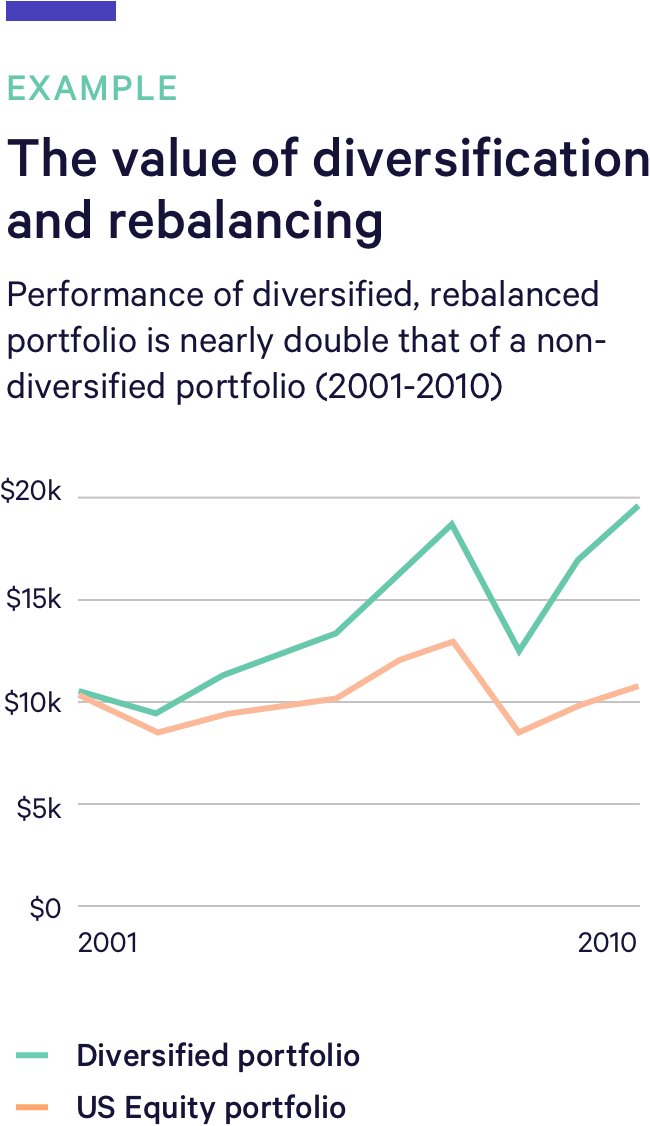 EXAMPLE
The value of diversification
and rebalancing
Performance of diversified, rebalanced
portfolio is nearly double that of a non-
diversified portfolio (2001-2010)
$20k
$15k
$10k
$5k
$0
2001 2010
Diversified portfolio
US Equity portfolio